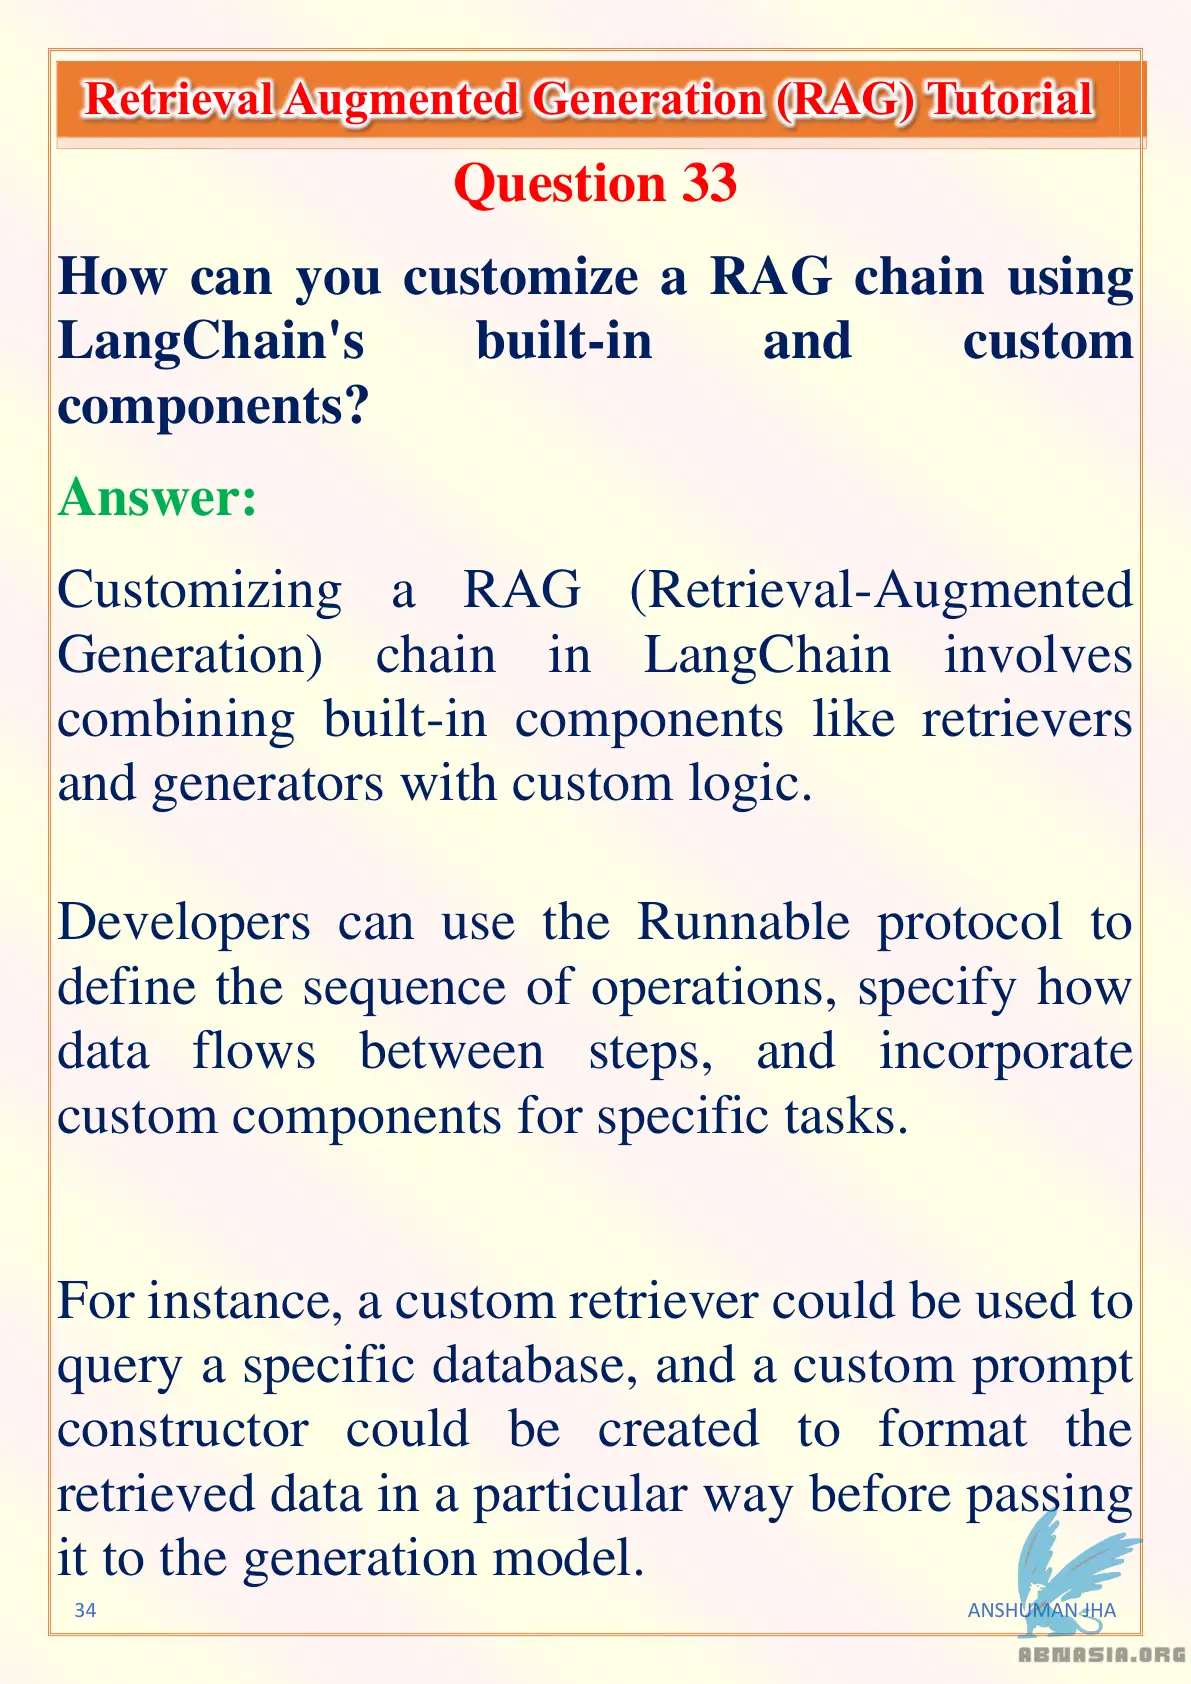 Retrieval Augmented Generation (RAG) Tutorial
Question 33
How can you customize a RAG chain using
LangChain's built-in and custom
components?
Answer:
Customizing a RAG (Retrieval-Augmented
Generation) chain in LangChain involves
combining built-in components like retrievers
and generators with custom logic.
Developers can use the Runnable protocol to
define the sequence of operations, specify how
data flows between steps, and incorporate
custom components for specific tasks.
For instance, a custom retriever could be used to
query a specific database, and a custom prompt
constructor could be created to format the
retrieved data in a particular way before passing
it to the generation model.
34 ANSHUMAN JHA
ABNASIA.ORG